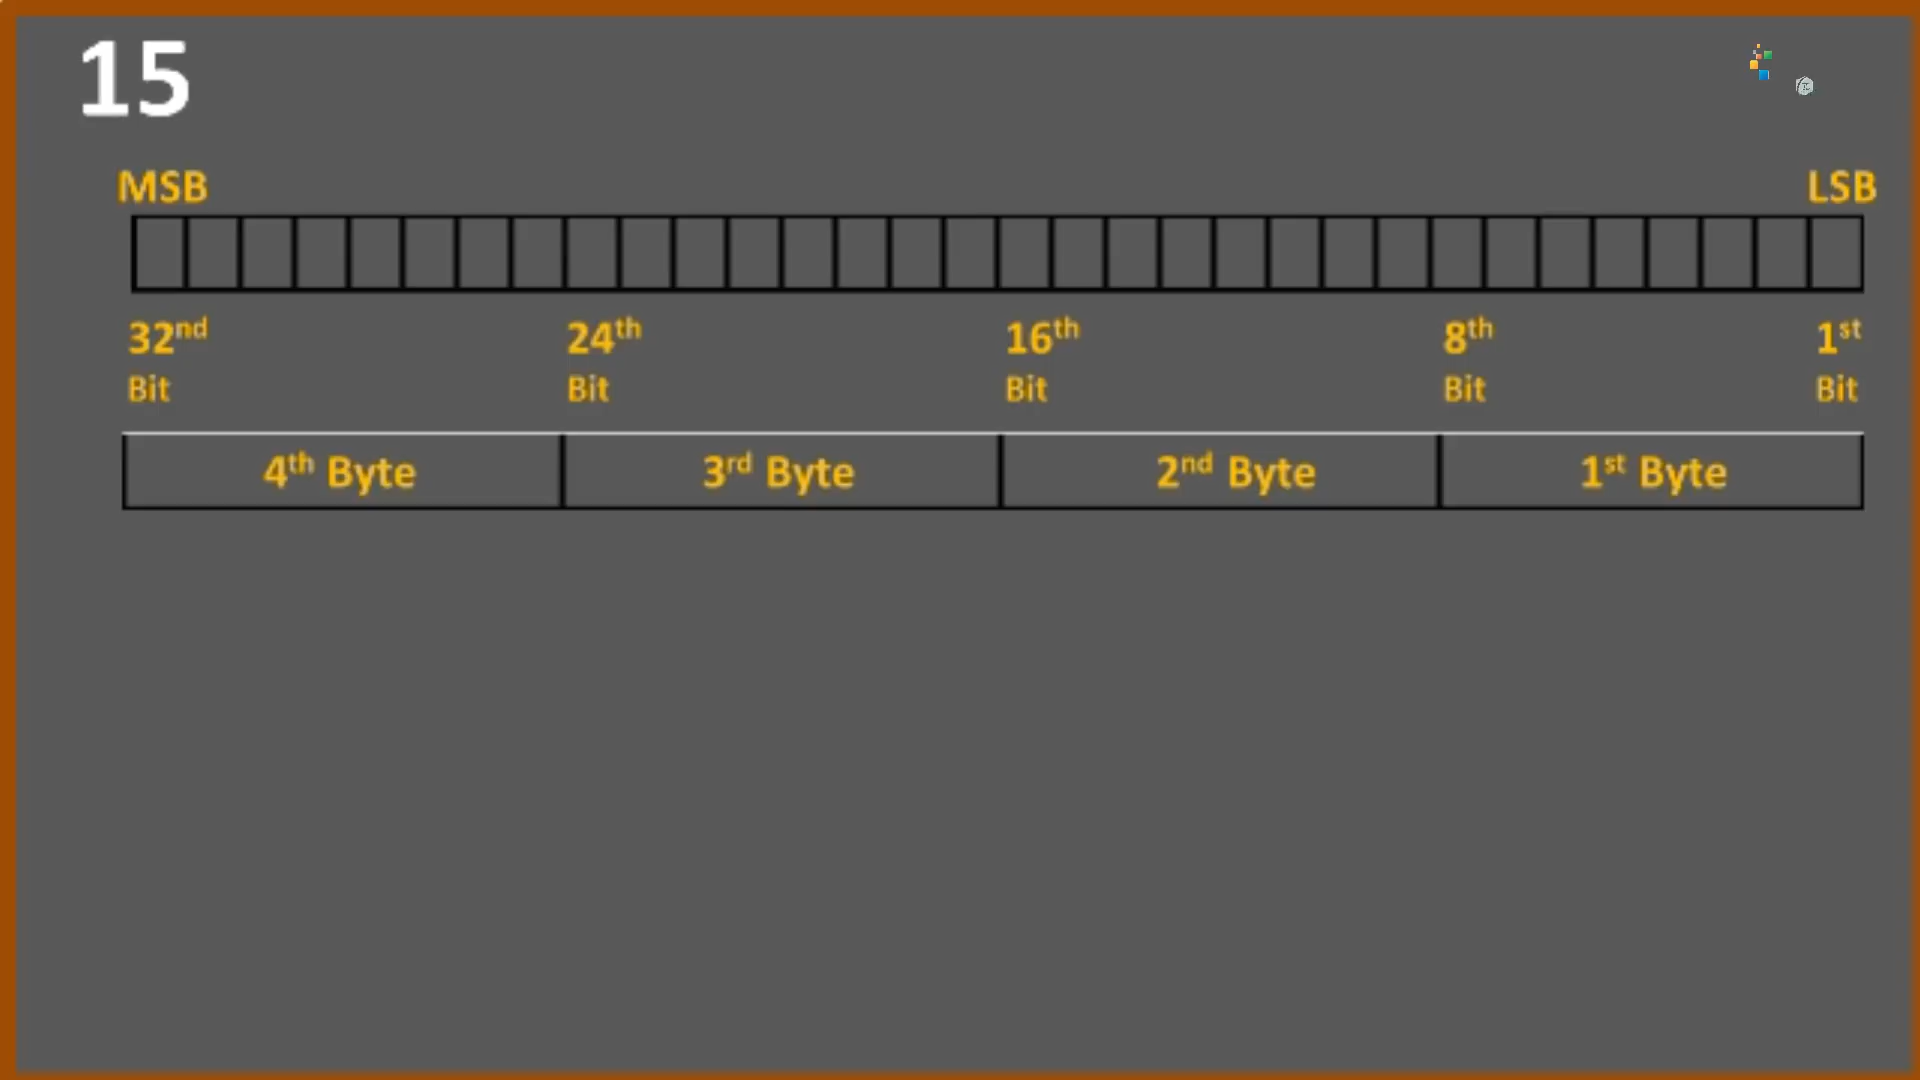 15
MSB LSB
32nd 24th 16th 8th 1st
Bit Bit Bit Bit Bit
4th Byte 3rd Byte 2nd Byte 1st Byte